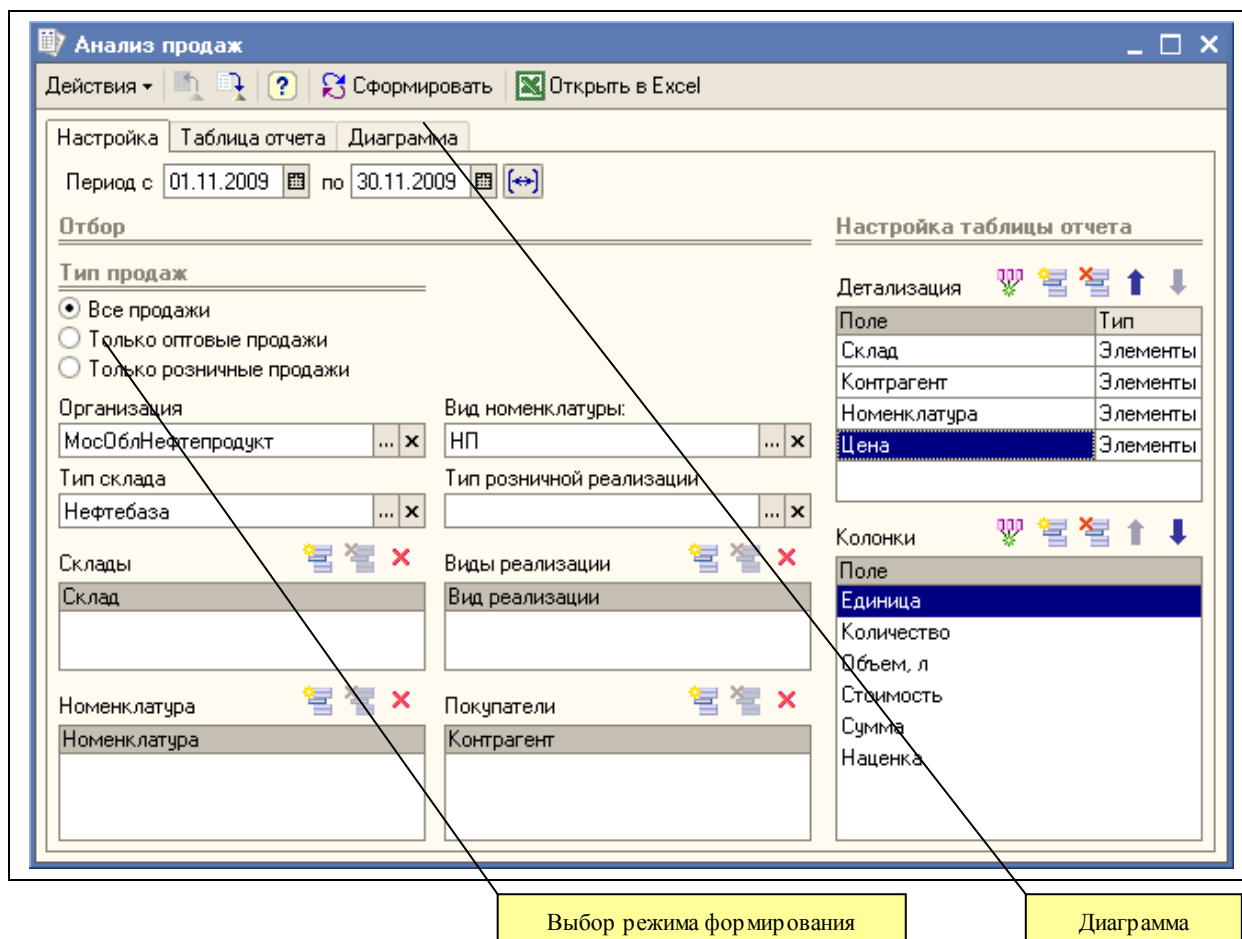 Анализ продаж
Действия Сформировать Открыть в Excel
Настройка Таблица отчета Диаграмма
Период с 01.11.2009 по 30.11.2009
Отбор
Настройка таблицы отчета
Тип продаж
Все продажи
Только оптовые продажи
Только розничные продажи
Организация Вид номенклатуры:
МосОблНефтепродукт ... x НП ... x
Тип склада Тип розничной реализации
Нефтебаза ... x ... x
Склады Виды реализации
Склад Вид реализации
Номенклатура Покупатели
Номенклатура Контрагент
Детализация
Поле Тип
Склад Элементы
Контрагент Элементы
Номенклатура Элементы
Цена Элементы
Колонки
Поле
Единица
Количество
Объем, л
Стоимость
Сумма
Наценка
Выбор режима формирования Диаграмма